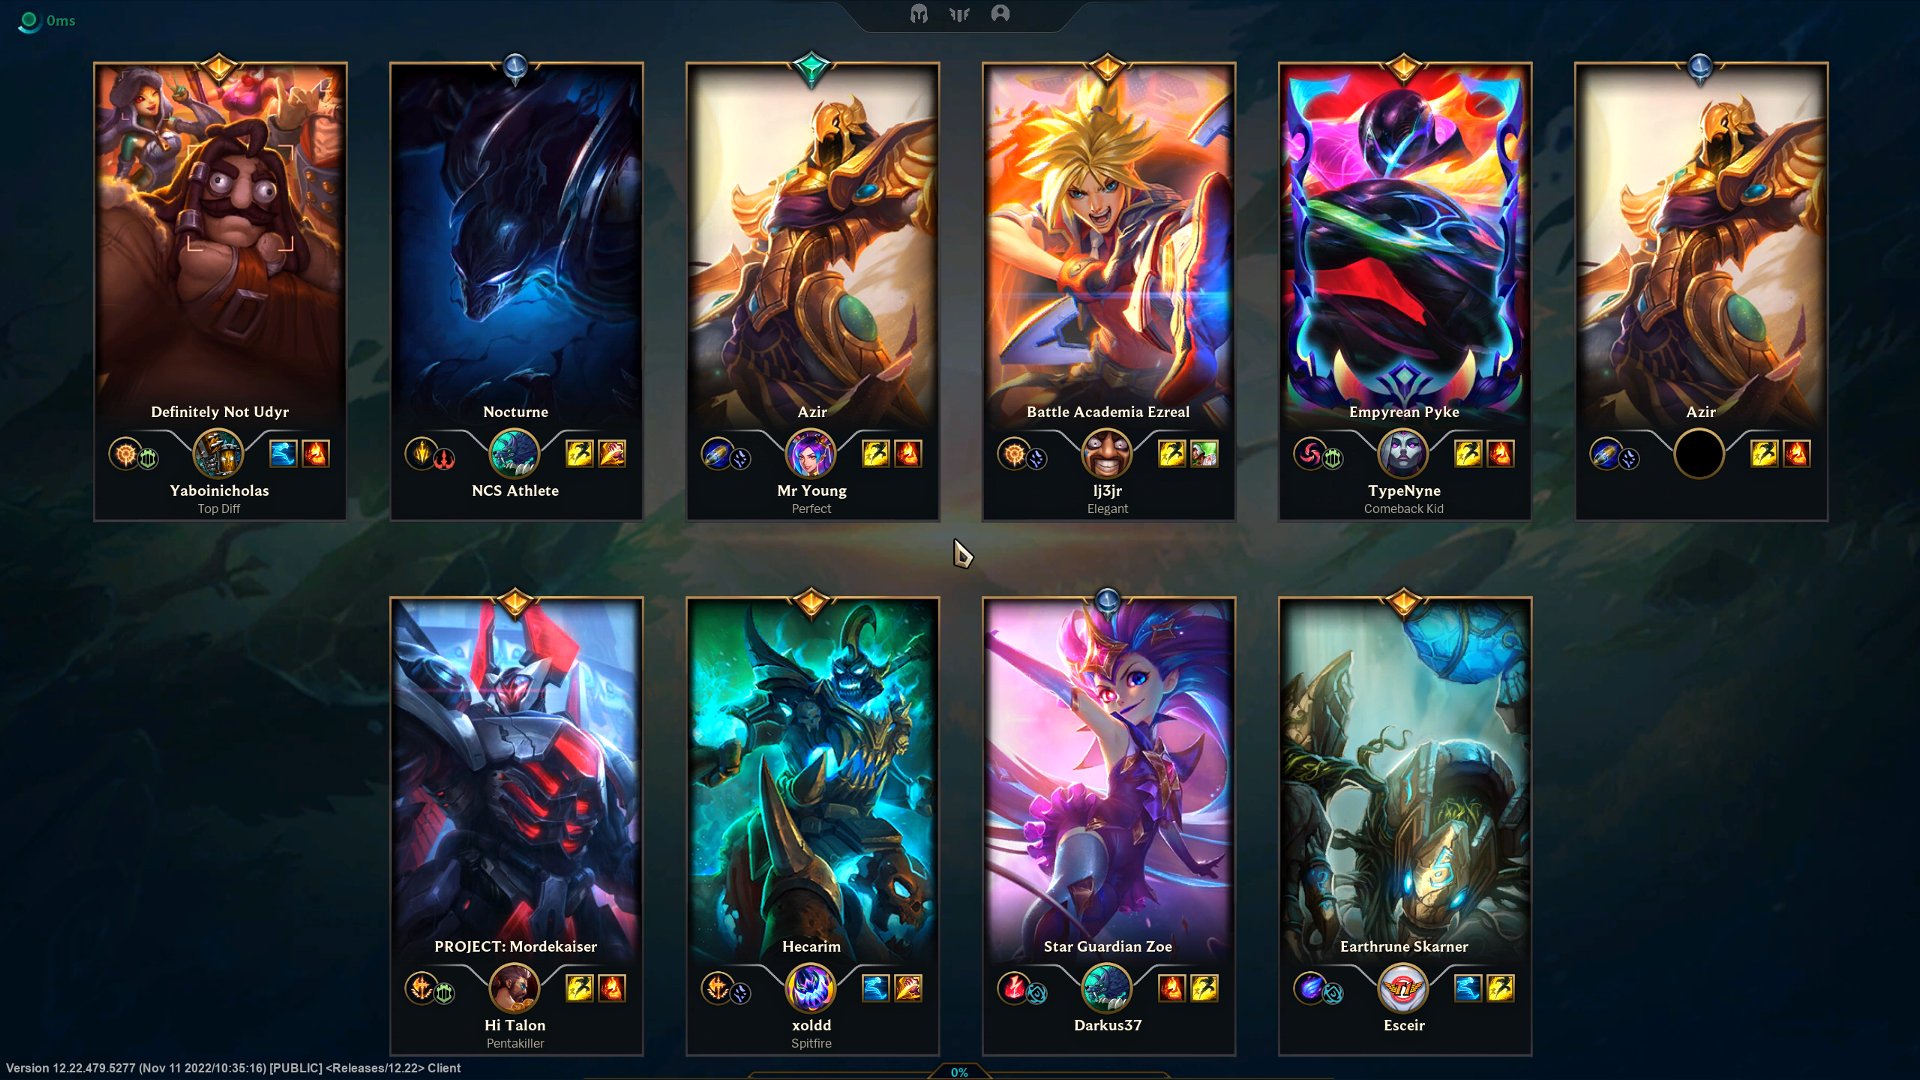 0ms
Definitely Not Udyr
Yaboinicholas
Top Diff
Nocturne
NCS Athlete
Azir
Mr Young
Perfect
Battle Academia Ezreal
lj3jr
Elegant
Empyrean Pyke
TypeNyne
Comeback Kid
Azir
PROJECT: Mordekaiser
Hi Talon
Pentakiller
Hecarim
xoldd
Spitfire
Star Guardian Zoe
Darkus37
Earthrune Skarner
Esceir
Version 12.22.479.5277 (Nov 11 2022/10:35:16) [PUBLIC] <Releases/12.22> Client
0%